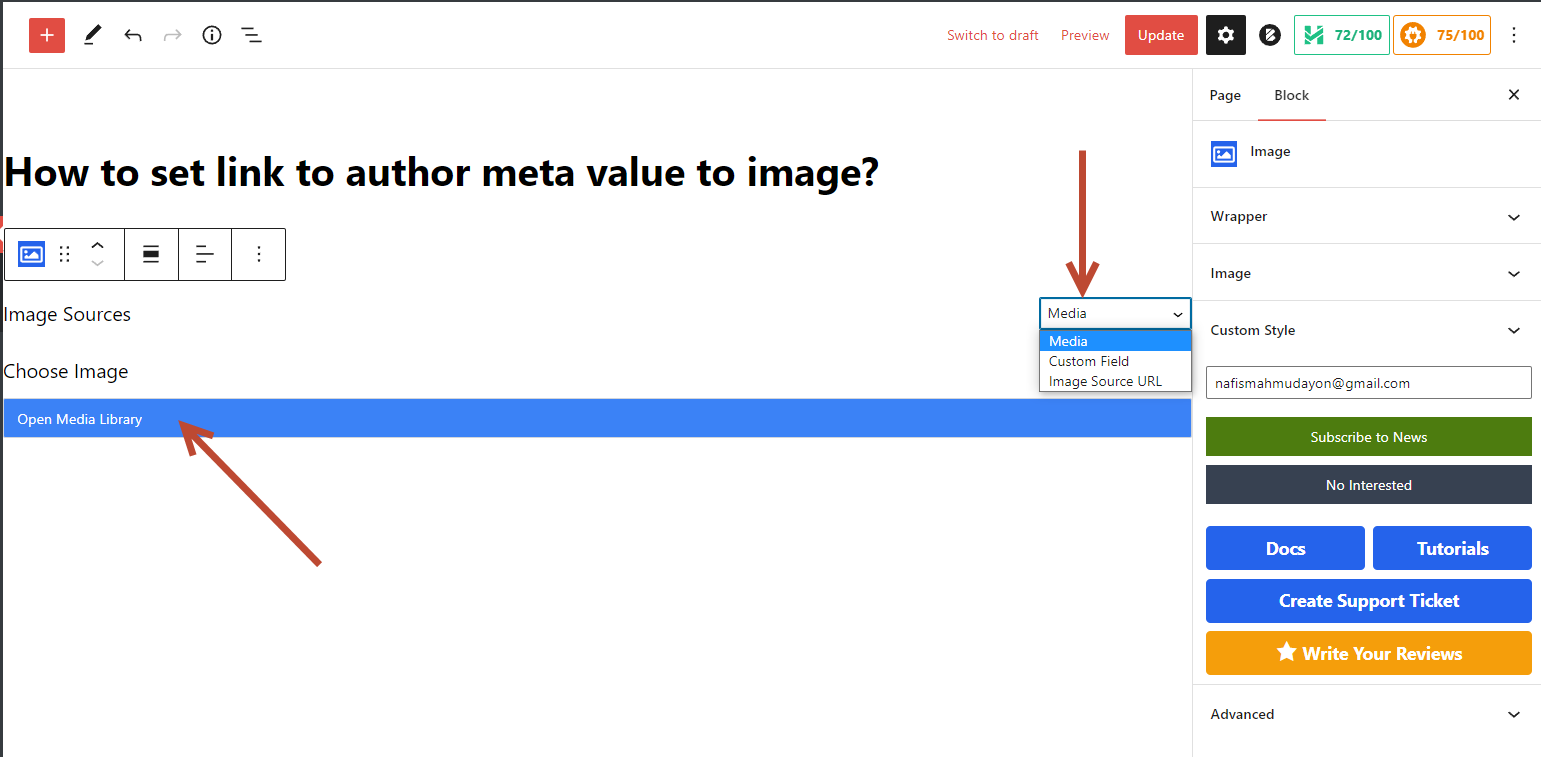 Switch to draft
Preview
Update
72/100
75/100
Page
Block
How to set link to author meta value to image?
Image
Wrapper
Image
Image Sources
Media
Media
Custom Field
Image Source URL
Choose Image
Open Media Library
Custom Style
nafismahmudayon@gmail.com
Subscribe to News
No Interested
Docs
Tutorials
Create Support Ticket
Write Your Reviews
Advanced